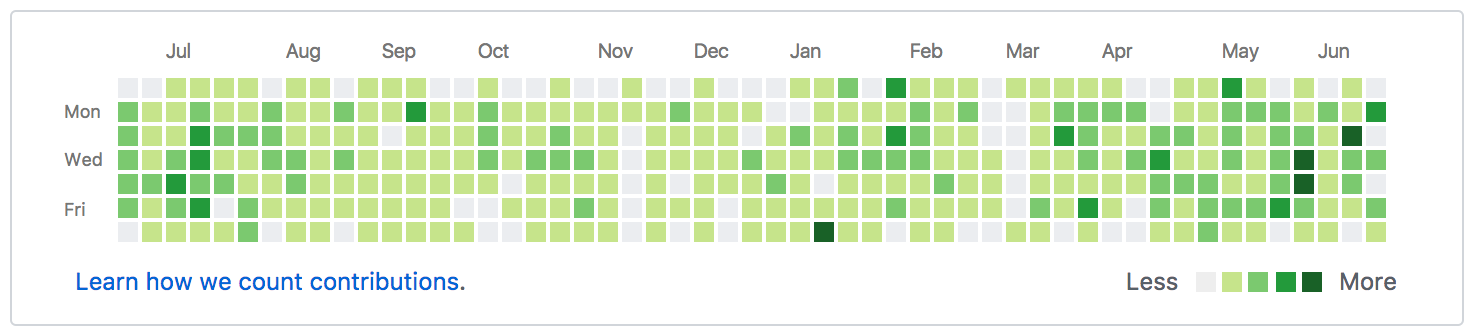 Jul Aug Sep Oct Nov Dec Jan Feb Mar Apr May Jun
Mon
Wed
Fri
Learn how we count contributions. Less More